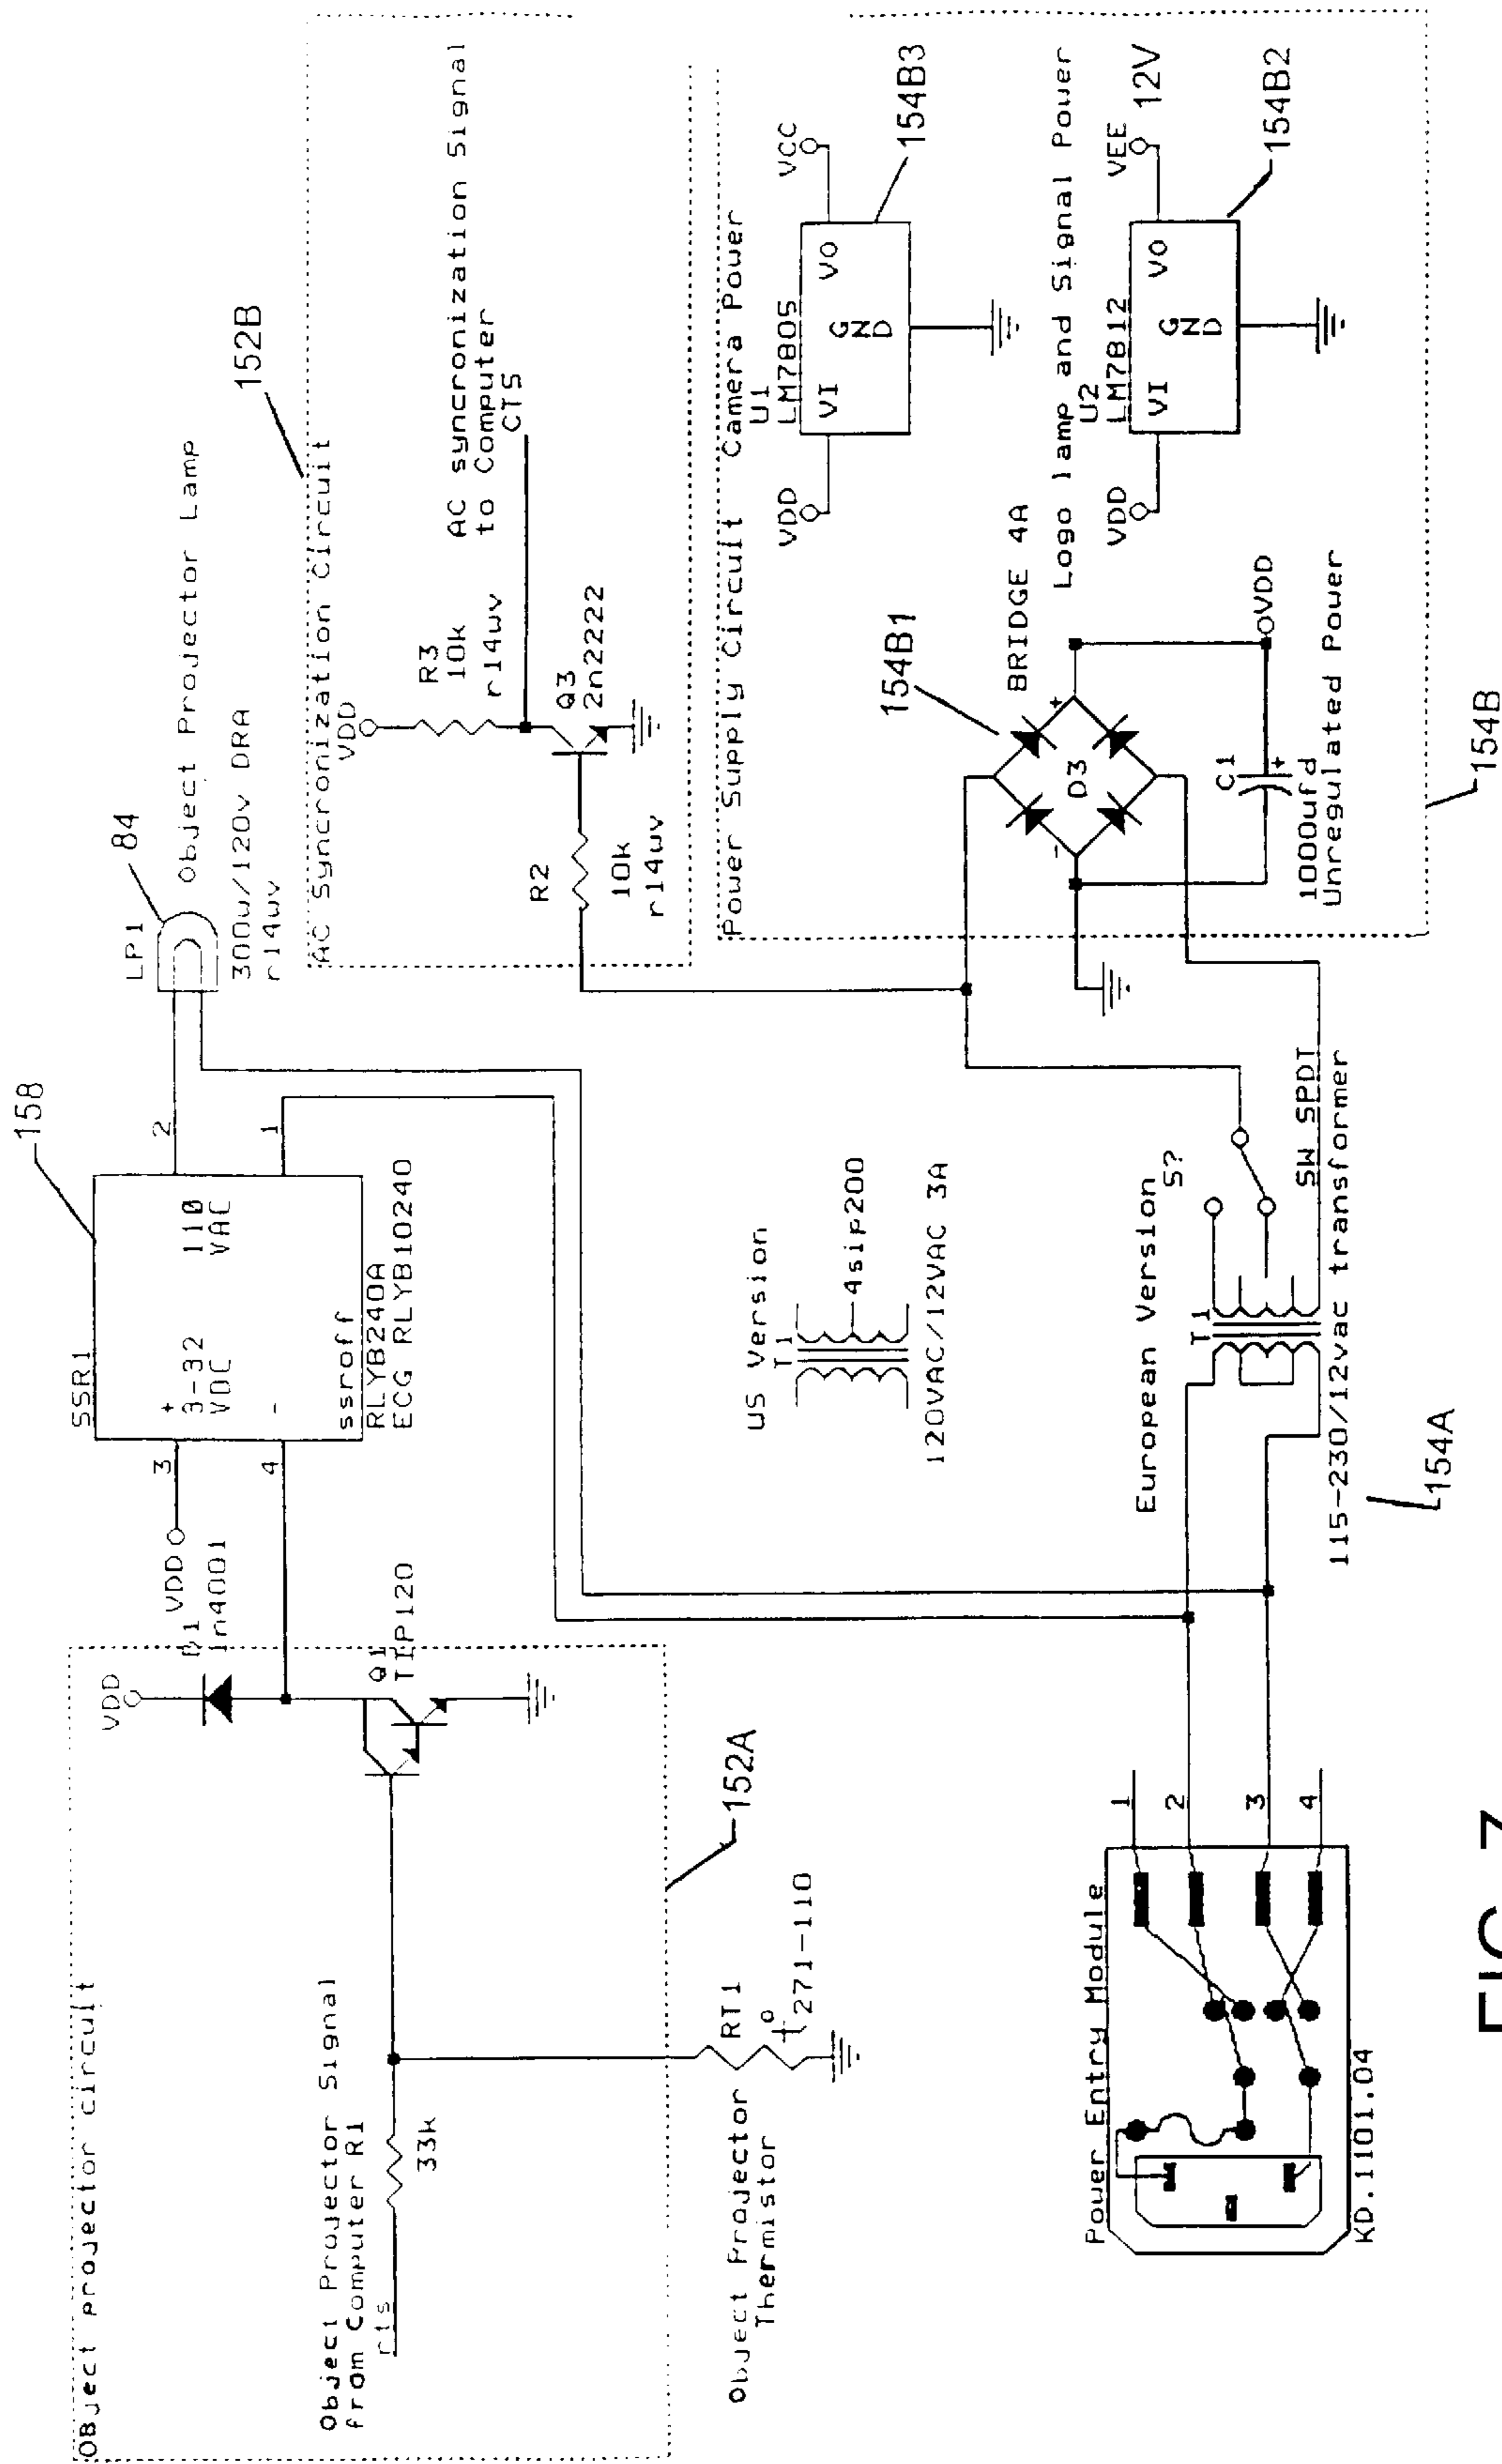 OBject projector circuit
Object Projector Signal
from Computer R1
rts
33k
VDD
D1
1n4001
Q1
TIP120
152A
Object Projector
Thermistor
RT1
t°
271-110
VDD
3
4
SSR1
+
3-32
VDC
-
110
VAC
ssroff
RLYB240A
ECG RLYB10240
2
1
158
LP1
84
Object Projector Lamp
300w/120v DRA
r14wv
152B
AC Syncronization Circuit
VDD
R3
10k
r14wv
AC syncronization Signal
to Computer
CTS
Q3
2n2222
R2
10k
r14wv
Power Supply Circuit
Camera Power
U1
LM7805
VDD
VI
VO
GND
VCC
154B3
Logo lamp and Signal Power
U2
LM7812
VDD
VI
VO
GND
VEE
12V
154B2
154B1
BRIDGE 4A
+
D3
-
C1
+
1000ufd
VDD
Unregulated Power
154B
US Version
T1
4sip200
120VAC/12VAC 3A
European Version
T1
S?
SW SPDT
115-230/12vac transformer
154A
Power Entry Module
1
2
3
4
KD.1101.04
FIG. 7